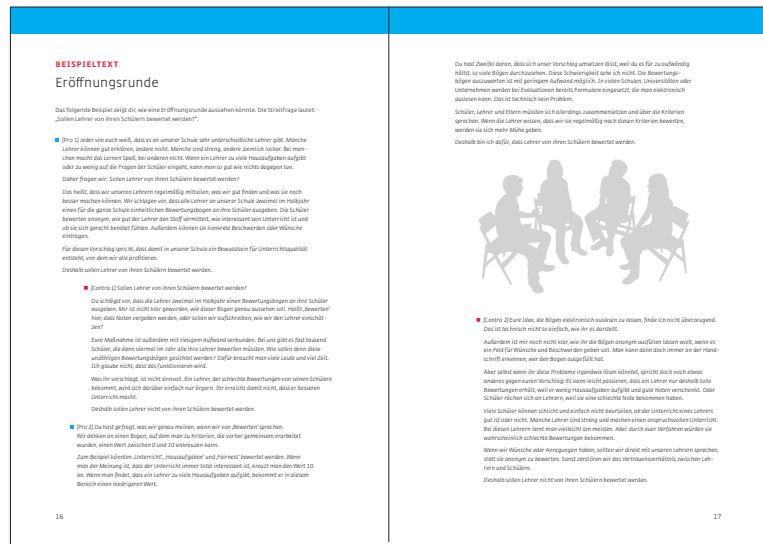 BEISPIELTEXT
Eröffnungsrunde
Das folgende Beispiel zeigt dir, wie eine Eröffnungsrunde aussehen könnte. Die Streitfrage lautet:
„Sollen Lehrer von ihren Schülern bewertet werden?“.
[Pro 1] Jeder von euch weiß, dass es an unserer Schule sehr unterschiedliche Lehrer gibt. Manche
Lehrer können gut erklären, andere nicht. Manche sind streng, andere ziemlich locker. Bei man-
chen macht das Lernen Spaß, bei anderen nicht. Wenn ein Lehrer zu viele Hausaufgaben aufgibt
oder zu wenig auf die Fragen der Schüler eingeht, kann man so gut wie nichts dagegen tun.
Daher fragen wir: Sollen Lehrer von ihren Schülern bewertet werden?
Das heißt, dass wir unseren Lehrern regelmäßig mitteilen, was wir gut finden und was sie noch
besser machen können. Wir schlagen vor, dass alle Lehrer an unserer Schule zweimal im Halbjahr
einen für die ganze Schule einheitlichen Bewertungsbogen an ihre Schüler ausgeben. Die Schüler
bewerten anonym, wie gut der Lehrer den Stoff vermittelt, wie interessant sein Unterricht ist und
ob sie sich gerecht benotet fühlen. Außerdem können sie konkrete Beschwerden oder Wünsche
eintragen.
Für diesen Vorschlag spricht, dass damit in unserer Schule ein Bewusstsein für Unterrichtsqualität
entsteht, von dem wir alle profitieren.
Deshalb sollen Lehrer von ihren Schülern bewertet werden.
[Contra 1] Sollen Lehrer von ihren Schülern bewertet werden?
Du schlägst vor, dass die Lehrer zweimal im Halbjahr einen Bewertungsbogen an ihre Schüler
ausgeben. Mir ist nicht klar geworden, wie dieser Bogen genau aussehen soll. Heißt ‚bewerten‘
hier, dass Noten vergeben werden, oder sollen wir aufschreiben, wie wir den Lehrer einschät-
zen?
Eure Maßnahme ist außerdem mit riesigem Aufwand verbunden. Bei uns gibt es fast tausend
Schüler, die dann viermal im Jahr alle ihre Lehrer bewerten müssten. Wie sollen denn diese
unzähligen Bewertungsbögen gesichtet werden? Dafür braucht man viele Leute und viel Zeit.
Ich glaube nicht, dass das funktionieren wird.
Was ihr vorschlagt, ist nicht sinnvoll. Ein Lehrer, der schlechte Bewertungen von seinen Schülern
bekommt, wird sich darüber einfach nur ärgern. Ihr erreicht damit nicht, dass er besseren
Unterricht macht.
Deshalb sollen Lehrer nicht von ihren Schülern bewertet werden.
[Pro 2] Du hast gefragt, was wir genau meinen, wenn wir von ‚Bewerten‘ sprechen.
Wir denken an einen Bogen, auf dem man zu Kriterien, die vorher gemeinsam erarbeitet
wurden, einen Wert zwischen 0 und 10 ankreuzen kann.
Zum Beispiel könnten ‚Unterricht‘, ‚Hausaufgaben‘ und ‚Fairness‘ bewertet werden. Wenn
man der Meinung ist, dass der Unterricht immer total interessant ist, kreuzt man den Wert 10
an. Wenn man findet, dass ein Lehrer zu viele Hausaufgaben aufgibt, bekommt er in diesem
Bereich einen niedrigeren Wert.
16
Du hast Zweifel daran, dass sich unser Vorschlag umsetzen lässt, weil du es für zu aufwändig
hältst, so viele Bögen durchzusehen. Diese Schwierigkeit sehe ich nicht. Die Bewertungs-
bögen auszuwerten ist mit geringem Aufwand möglich. In vielen Schulen, Universitäten oder
Unternehmen werden bei Evaluationen bereits Formulare eingesetzt, die man elektronisch
auslesen kann. Das ist technisch kein Problem.
Schüler, Lehrer und Eltern müssten sich allerdings zusammensetzen und über die Kriterien
sprechen. Wenn die Lehrer wissen, dass wir sie regelmäßig nach diesen Kriterien bewerten,
werden sie sich mehr Mühe geben.
Deshalb bin ich dafür, dass Lehrer von ihren Schülern bewertet werden.
[Contra 2] Eure Idee, die Bögen elektronisch auslesen zu lassen, finde ich nicht überzeugend.
Das ist technisch nicht so einfach, wie ihr es darstellt.
Außerdem ist mir noch nicht klar, wie ihr die Bögen anonym ausfüllen lassen wollt, wenn es
ein Feld für Wünsche und Beschwerden geben soll. Man kann dann doch immer an der Hand-
schrift erkennen, wer den Bogen ausgefüllt hat.
Aber selbst wenn ihr diese Probleme irgendwie lösen könntet, spricht doch noch etwas
anderes gegen euren Vorschlag: Es kann leicht passieren, dass ein Lehrer nur deshalb tolle
Bewertungen erhält, weil er wenig Hausaufgaben aufgibt und gute Noten verschenkt. Oder
Schüler rächen sich an Lehrern, weil sie eine schlechte Note bekommen haben.
Viele Schüler können schlicht und einfach nicht beurteilen, ob der Unterricht eines Lehrers
gut ist oder nicht. Manche Lehrer sind streng und machen einen anspruchsvollen Unterricht.
Bei diesen Lehrern lernt man vielleicht am meisten. Aber durch euer Verfahren würden sie
wahrscheinlich schlechte Bewertungen bekommen.
Wenn wir Wünsche oder Anregungen haben, sollten wir direkt mit unseren Lehrern sprechen,
statt sie anonym zu bewerten. Sonst zerstören wir das Vertrauensverhältnis zwischen Leh-
rern und Schülern.
Deshalb sollen Lehrer nicht von ihren Schülern bewertet werden.
17